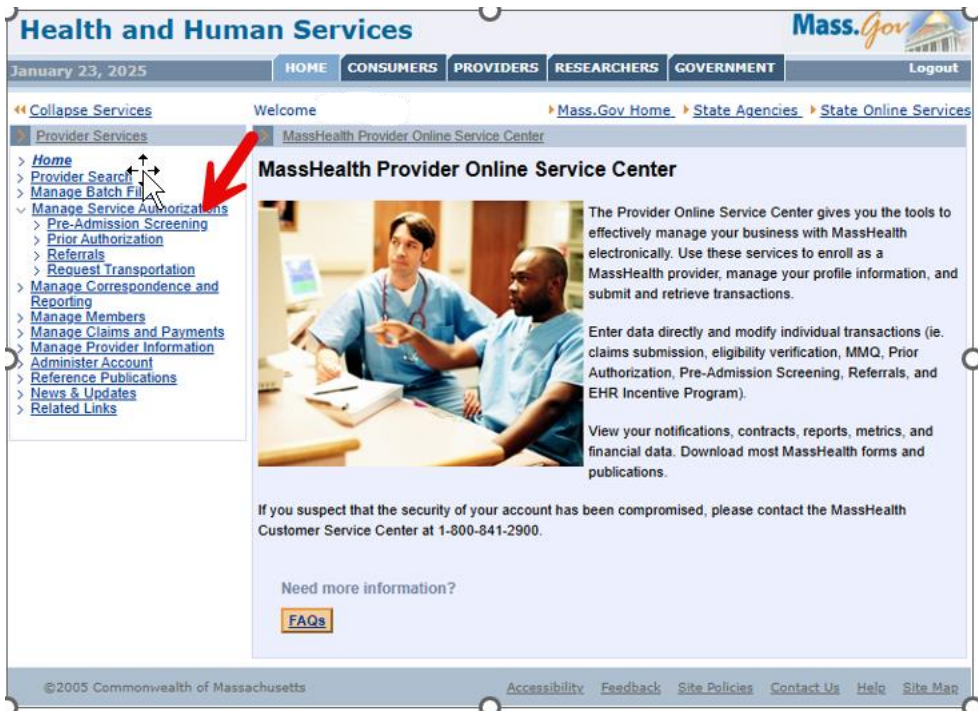 Health and Human Services
Mass.Gov
January 23, 2025
HOME CONSUMERS PROVIDERS RESEARCHERS GOVERNMENT
Logout
Collapse Services
Welcome
Mass.Gov Home State Agencies State Online Services
Provider Services
Home
Provider Search
Manage Batch
Manage Service Authorizations
Pre-Admission Screening
Prior Authorization
Referrals
Request Transportation
Manage Correspondence and
Reporting
Manage Members
Manage Claims and Payments
Manage Provider Information
Administer Account
Reference Publications
News & Updates
Related Links
MassHealth Provider Online Service Center
MassHealth Provider Online Service Center
The Provider Online Service Center gives you the tools to
effectively manage your business with MassHealth
electronically. Use these services to enroll as a
MassHealth provider, manage your profile information, and
submit and retrieve transactions.
Enter data directly and modify individual transactions (ie.
claims submission, eligibility verification, MMQ, Prior
Authorization, Pre-Admission Screening, Referrals, and
EHR Incentive Program).
View your notifications, contracts, reports, metrics, and
financial data. Download most MassHealth forms and
publications.
If you suspect that the security of your account has been compromised, please contact the MassHealth
Customer Service Center at 1-800-841-2900.
Need more information?
FAQs
©2005 Commonwealth of Massachusetts
Accessibility Feedback Site Policies Contact Us Help Site Map